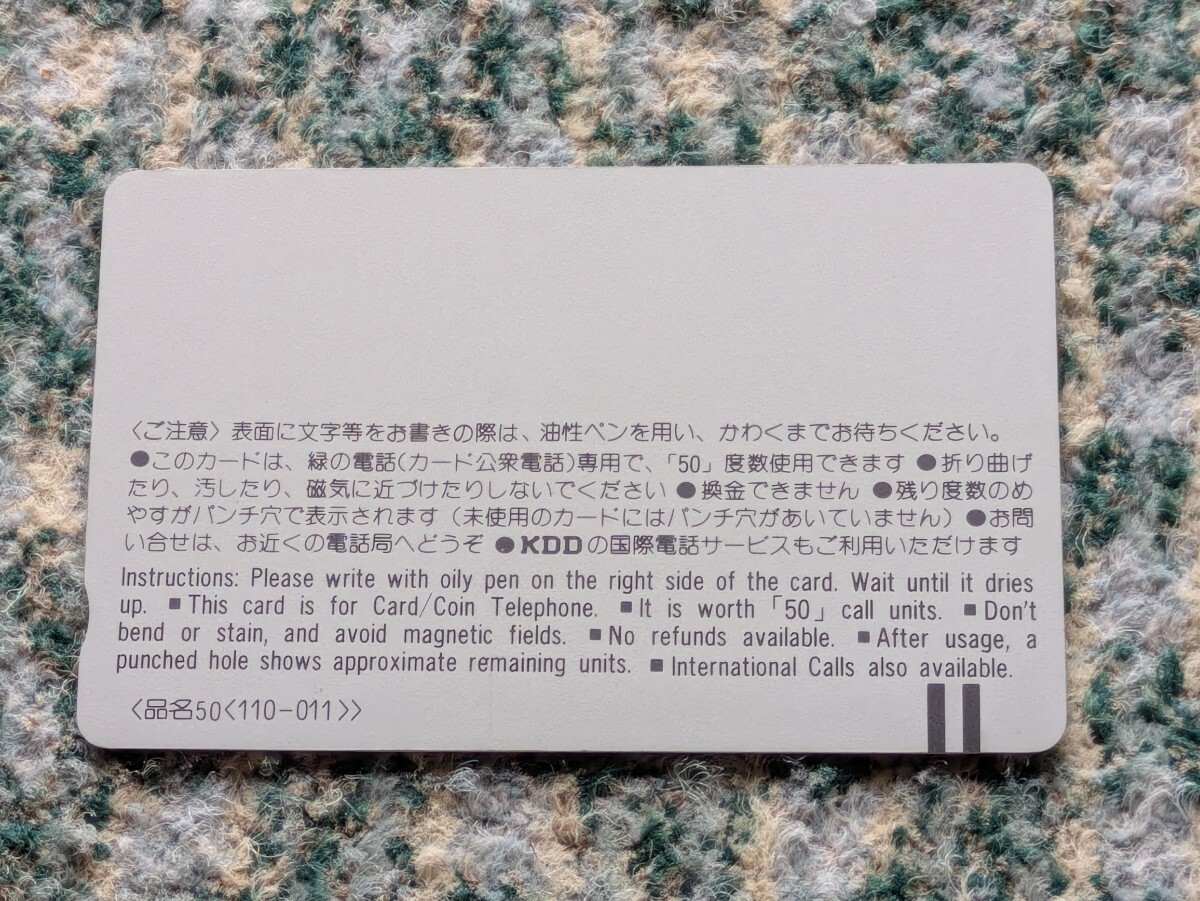 〈ご注意〉表面に文字等をお書きの際は、油性ペンを用い、かわくまでお待ちください。
●このカードは、緑の電話(カード公衆電話)専用で、「50」度数使用できます ●折り曲げ
たり、汚したり、磁気に近づけたりしないでください ●換金できません ●残り度数のめ
やすがパンチ穴で表示されます(未使用のカードにはパンチ穴があいていません) ●お問
い合せは、お近くの電話局へどうぞ ●KDDの国際電話サービスもご利用いただけます
Instructions: Please write with oily pen on the right side of the card. Wait until it dries
up. ■This card is for Card/Coin Telephone. ■It is worth「50」call units. ■Don't
bend or stain, and avoid magnetic fields. ■No refunds available. ■After usage, a
punched hole shows approximate remaining units. ■International Calls also available.
〈品名50〈110-011〉〉